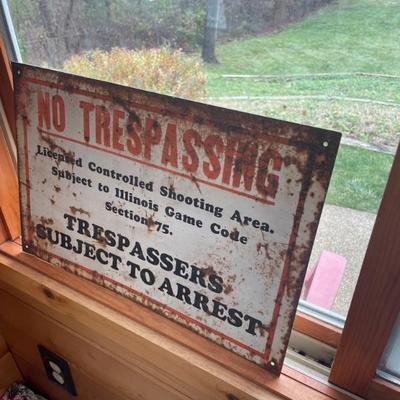 NO TRESPASSING
Licensed Controlled Shooting Area.
Subject to Illinois Game Code
Section 75.
TRESPASSERS
SUBJECT TO ARREST